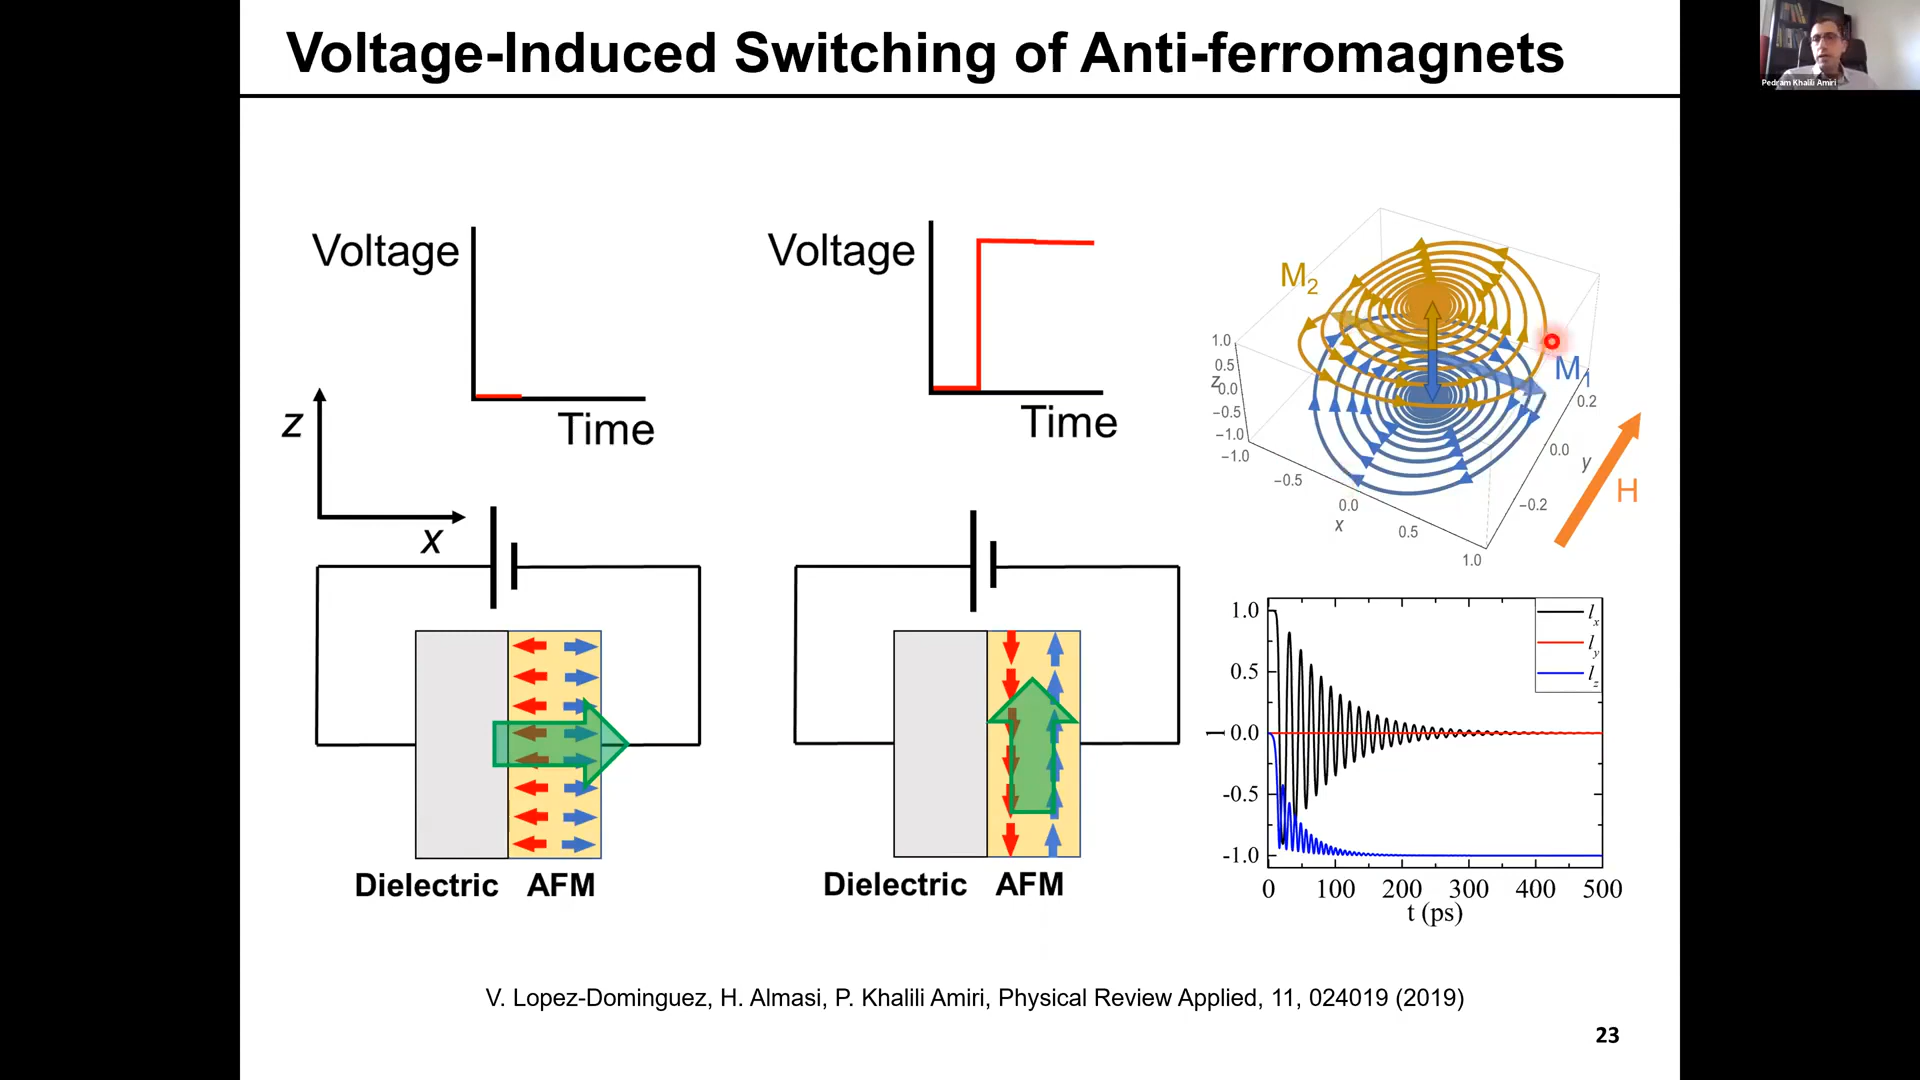 Voltage-Induced Switching of Anti-ferromagnets
Pedram Khalili Amiri
Voltage
Time
z
x
Dielectric AFM
Voltage
Time
Dielectric AFM
M2
M1
H
1.0
0.5
z
0.0
−0.5
−1.0
−1.0
−0.5
0.0
x
0.5
1.0
0.2
0.0
y
−0.2
1.0
0.5
0.0
-0.5
-1.0
l
lx
ly
lz
0 100 200 300 400 500
t (ps)
V. Lopez-Dominguez, H. Almasi, P. Khalili Amiri, Physical Review Applied, 11, 024019 (2019)
23